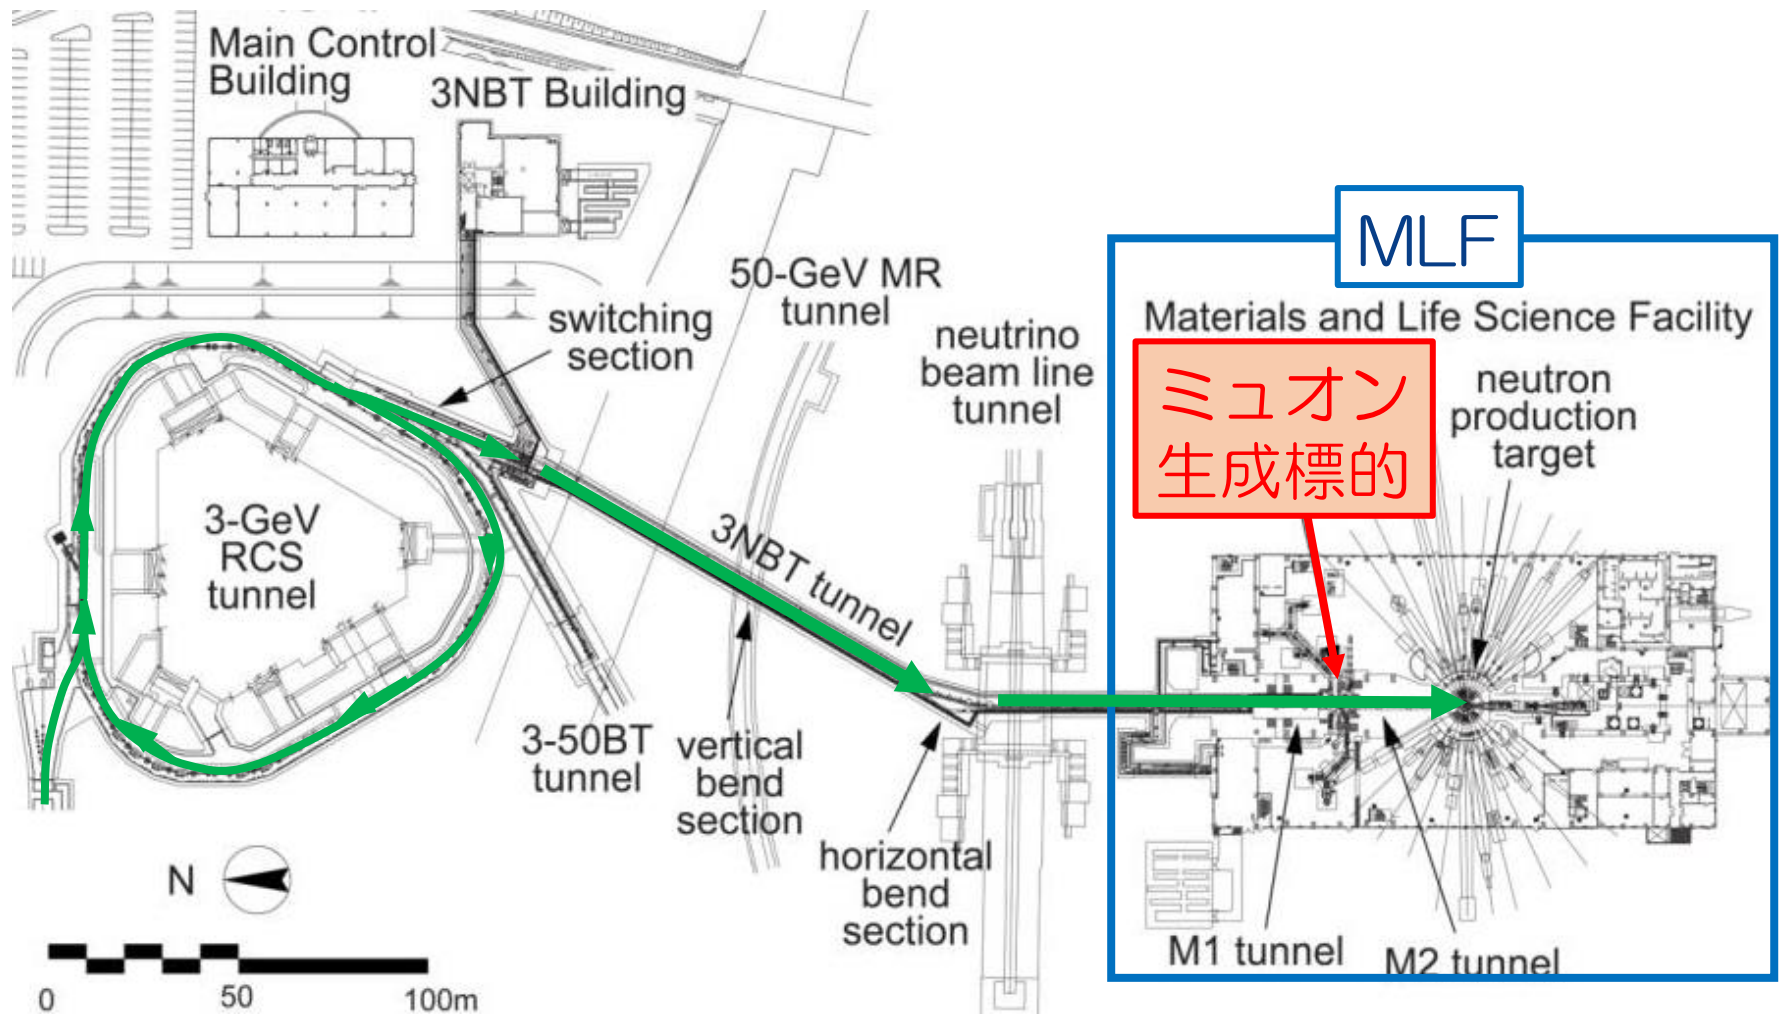 Main Control
Building
3NBT Building
MLF
50-GeV MR
tunnel
switching
section
Materials and Life Science Facility
neutrino
beam line
tunnel
ミュオン
生成標的
neutron
production
target
3-GeV
RCS
tunnel
3NBT tunnel
3-50BT
tunnel
vertical
bend
section
horizontal
bend
section
M1 tunnel
M2 tunnel
N
0
50
100m